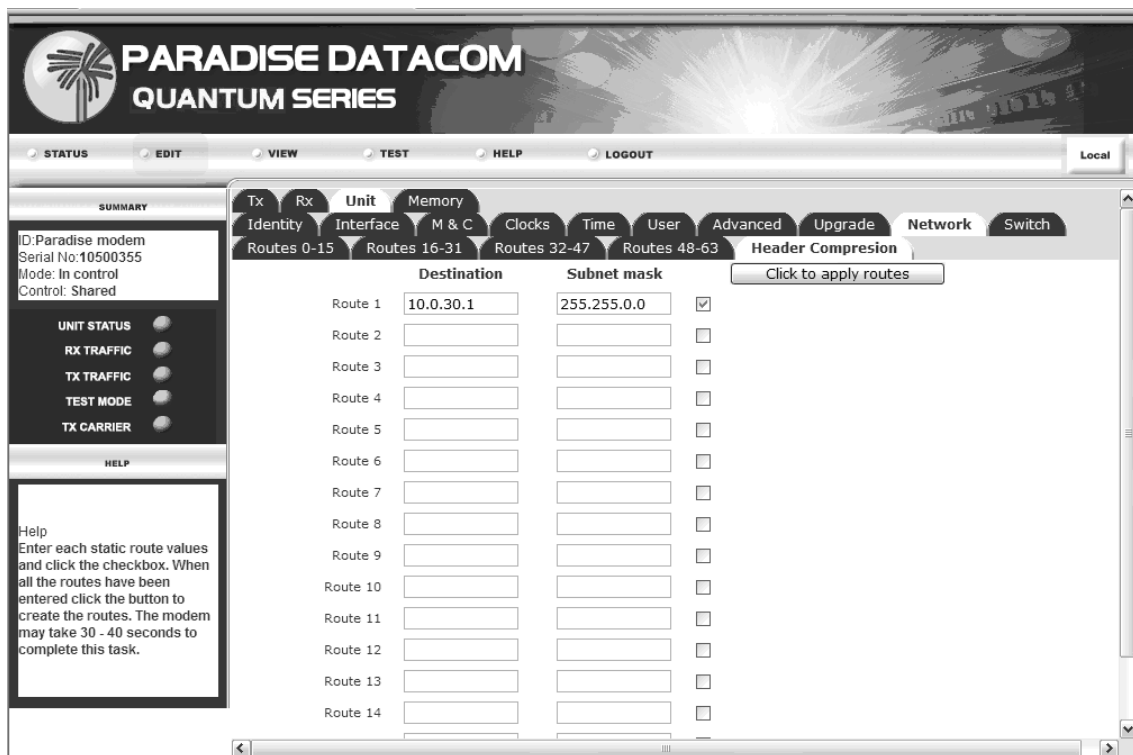 PARADISE DATACOM
QUANTUM SERIES
STATUS EDIT VIEW TEST HELP LOGOUT Local
SUMMARY
ID:Paradise modem
Serial No:10500355
Mode: In control
Control: Shared
UNIT STATUS
RX TRAFFIC
TX TRAFFIC
TEST MODE
TX CARRIER
HELP
Help
Enter each static route values
and click the checkbox. When
all the routes have been
entered click the button to
create the routes. The modem
may take 30 - 40 seconds to
complete this task.
Tx Rx Unit Memory
Identity Interface M & C Clocks Time User Advanced Upgrade Network Switch
Routes 0-15 Routes 16-31 Routes 32-47 Routes 48-63 Header Compresion
Destination Subnet mask Click to apply routes
Route 1 10.0.30.1 255.255.0.0
Route 2
Route 3
Route 4
Route 5
Route 6
Route 7
Route 8
Route 9
Route 10
Route 11
Route 12
Route 13
Route 14